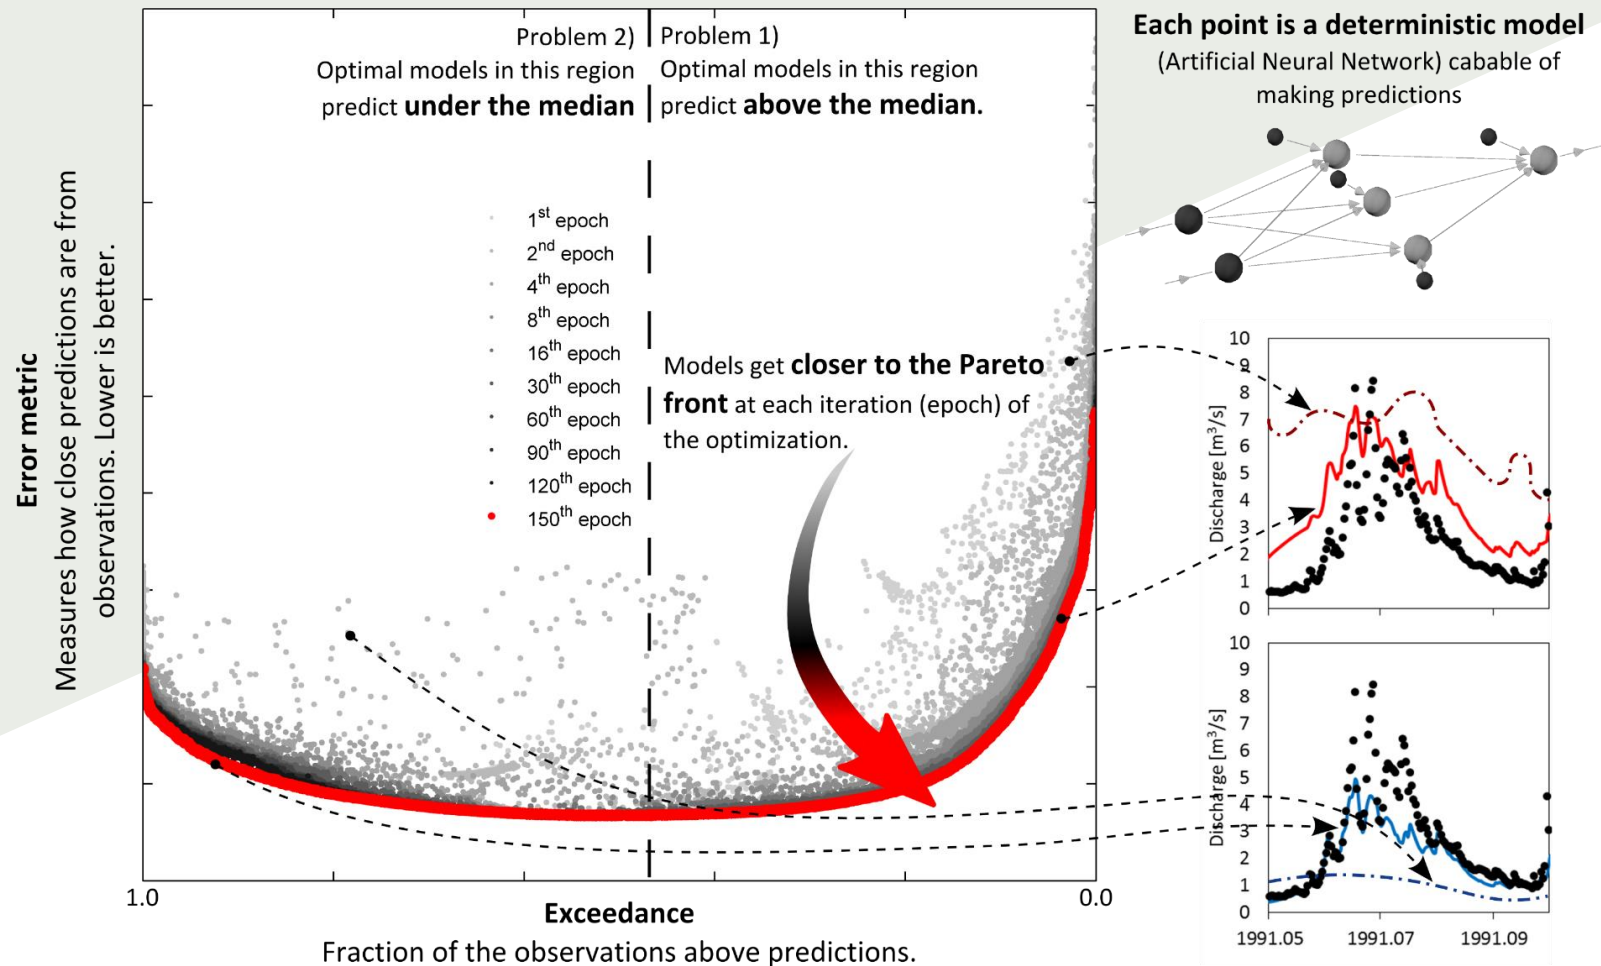 Problem 2)
Optimal models in this region
predict under the median
Problem 1)
Optimal models in this region
predict above the median.
Each point is a deterministic model
(Artificial Neural Network) cabable of
making predictions
Error metric
Measures how close predictions are from
observations. Lower is better.
1st epoch
2nd epoch
4th epoch
8th epoch
16th epoch
30th epoch
60th epoch
90th epoch
120th epoch
150th epoch
Models get closer to the Pareto
front at each iteration (epoch) of
the optimization.
1.0
0.0
Exceedance
Fraction of the observations above predictions.
Discharge [m³/s]
10
9
8
7
6
5
4
3
2
1
0
Discharge [m³/s]
10
9
8
7
6
5
4
3
2
1
0
1991.05
1991.07
1991.09